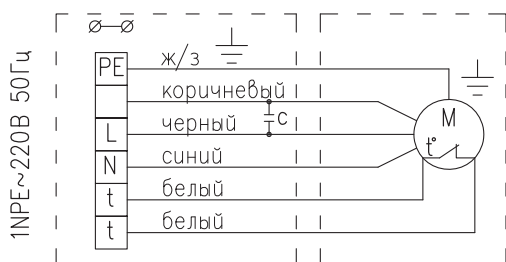 1NPE~220В 50Гц
PE ж/з
коричневый
L черный
C
N синий
t белый
t белый
M
t°